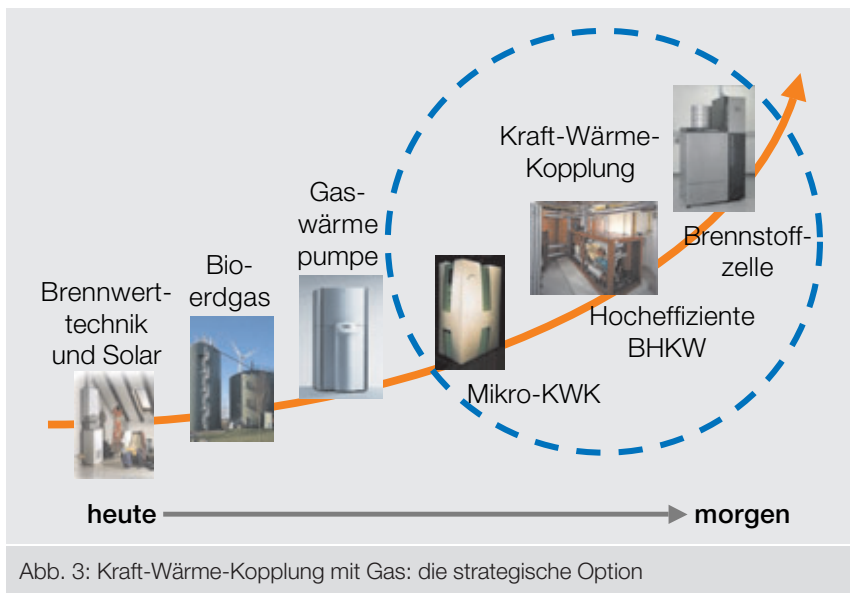 Brennwert-
technik
und Solar
Bio-
erdgas
Gas-
wärme
pumpe
Mikro-KWK
Kraft-Wärme-
Kopplung
Hocheffiziente
BHKW
Brennstoff-
zelle
heute
morgen
Abb. 3: Kraft-Wärme-Kopplung mit Gas: die strategische Option